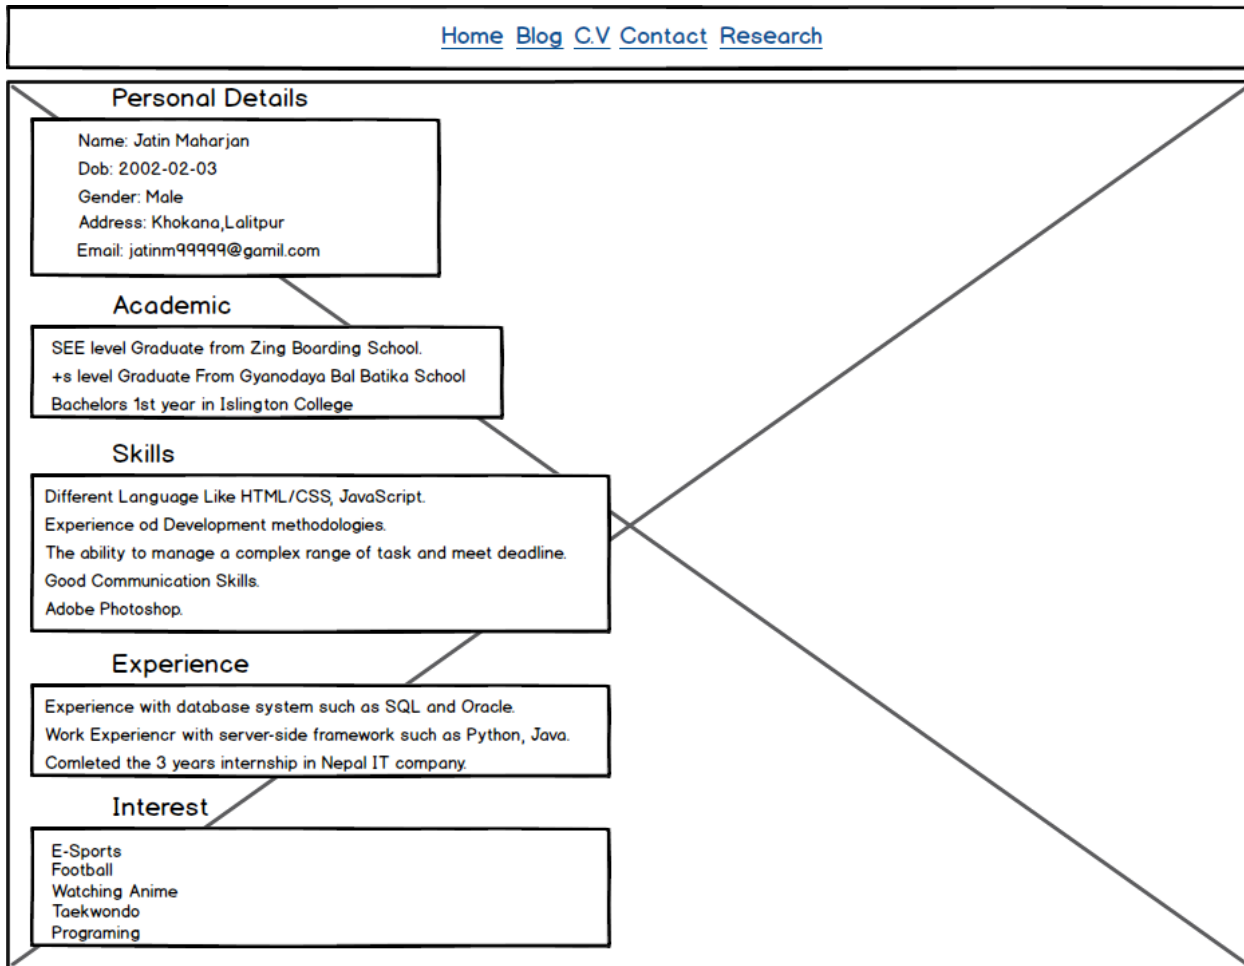 Home Blog C.V Contact Research
Personal Details
Name: Jatin Maharjan
Dob: 2002-02-03
Gender: Male
Address: Khokana,Lalitpur
Email: jatinm99999@gamil.com
Academic
SEE level Graduate from Zing Boarding School.
+s level Graduate From Gyanodaya Bal Batika School
Bachelors 1st year in Islington College
Skills
Different Language Like HTML/CSS, JavaScript.
Experience od Development methodologies.
The ability to manage a complex range of task and meet deadline.
Good Communication Skills.
Adobe Photoshop.
Experience
Experience with database system such as SQL and Oracle.
Work Experiencr with server-side framework such as Python, Java.
Comleted the 3 years internship in Nepal IT company.
Interest
E-Sports
Football
Watching Anime
Taekwondo
Programing